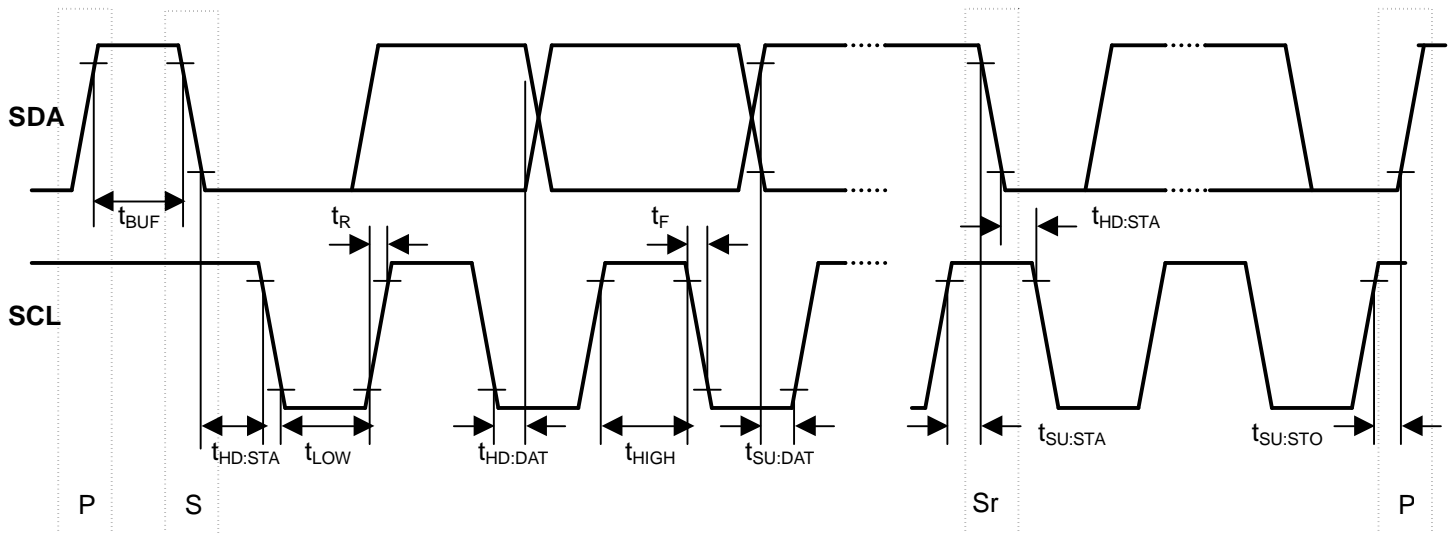 SDA
tBUF
tR
tF
tHD:STA
SCL
tHD:STA
tLOW
tHD:DAT
tHIGH
tSU:DAT
tSU:STA
tSU:STO
P
S
Sr
P